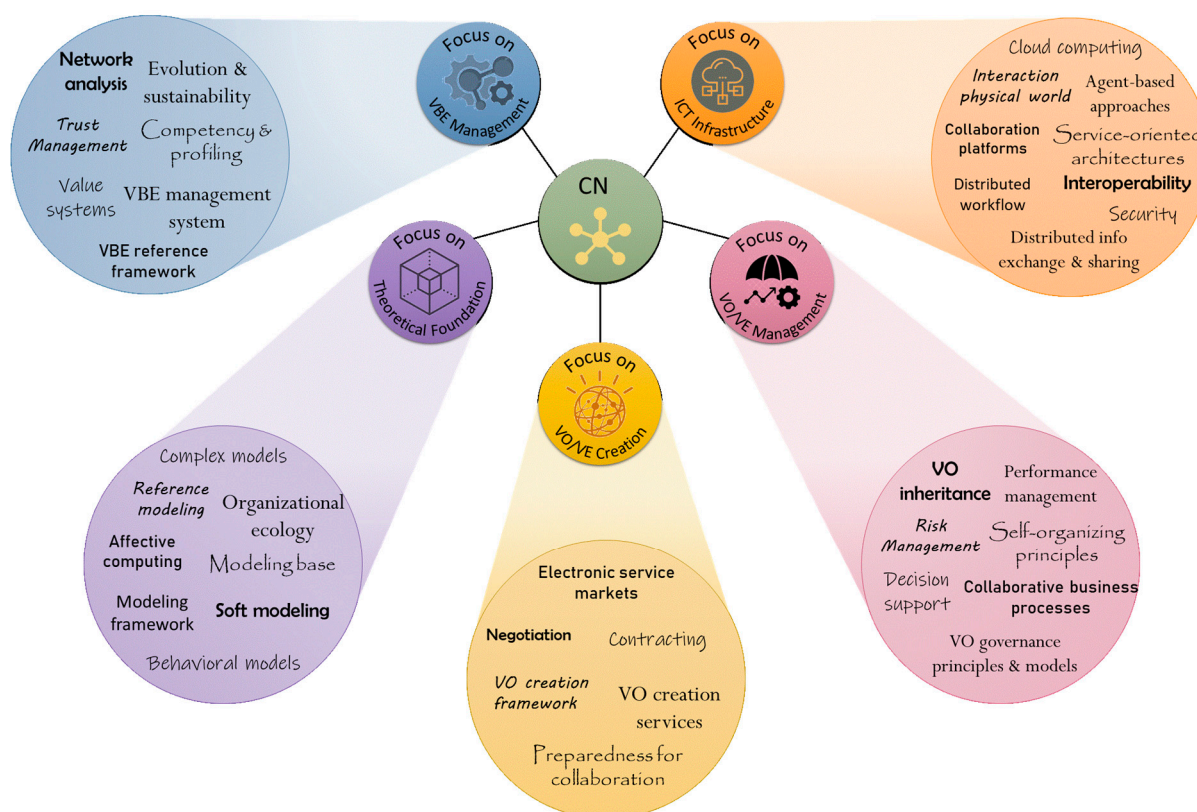 Focus on
VBE Management
Network
analysis
Evolution &
sustainability
Trust
Management
Competency &
profiling
Value
systems
VBE management
system
VBE reference
framework
Focus on
ICT Infrastructure
Cloud computing
Interaction
physical world
Agent-based
approaches
Collaboration
platforms
Service-oriented
architectures
Distributed
workflow
Interoperability
Security
Distributed info
exchange & sharing
CN
Focus on
Theoretical Foundation
Complex models
Reference
modeling
Organizational
ecology
Affective
computing
Modeling base
Modeling
framework
Soft modeling
Behavioral models
Focus on
VO/VE Creation
Electronic service
markets
Negotiation
Contracting
VO creation
framework
VO creation
services
Preparedness for
collaboration
Focus on
VO/VE Management
VO
inheritance
Performance
management
Risk
Management
Self-organizing
principles
Decision
support
Collaborative business
processes
VO governance
principles & models